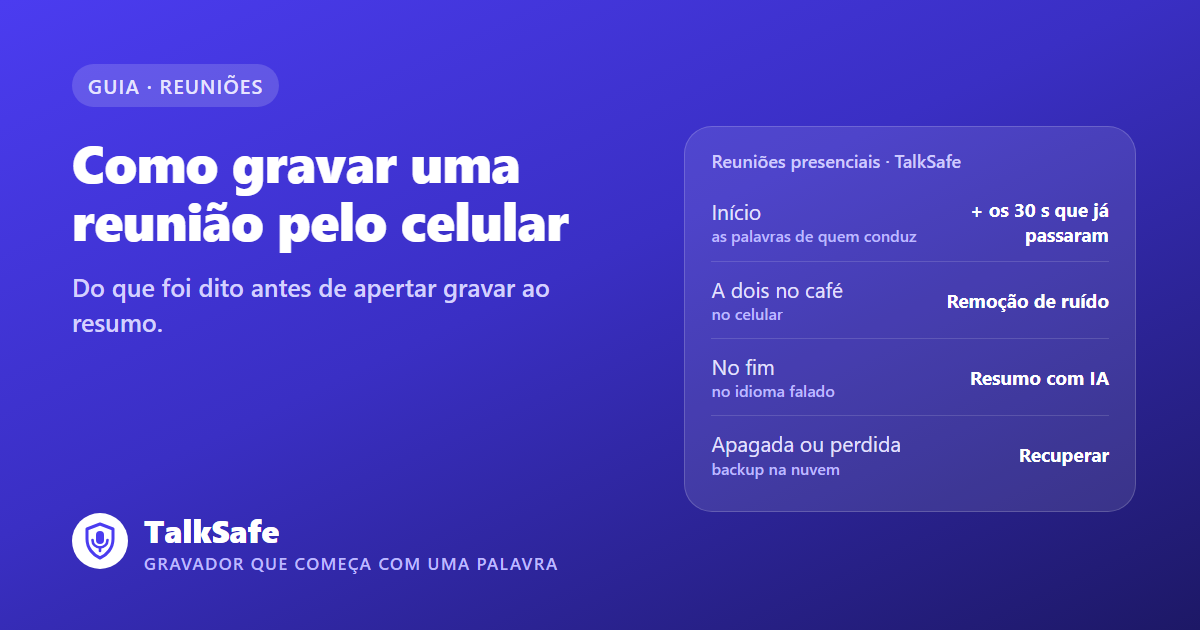 GUIA · REUNIÕES
Como gravar uma
reunião pelo celular
Do que foi dito antes de apertar gravar ao
resumo.
Reuniões presenciais · TalkSafe
Início
as palavras de quem conduz
+ os 30 s que já
passaram
A dois no café
no celular
Remoção de ruído
No fim
no idioma falado
Resumo com IA
Apagada ou perdida
backup na nuvem
Recuperar
TalkSafe
GRAVADOR QUE COMEÇA COM UMA PALAVRA